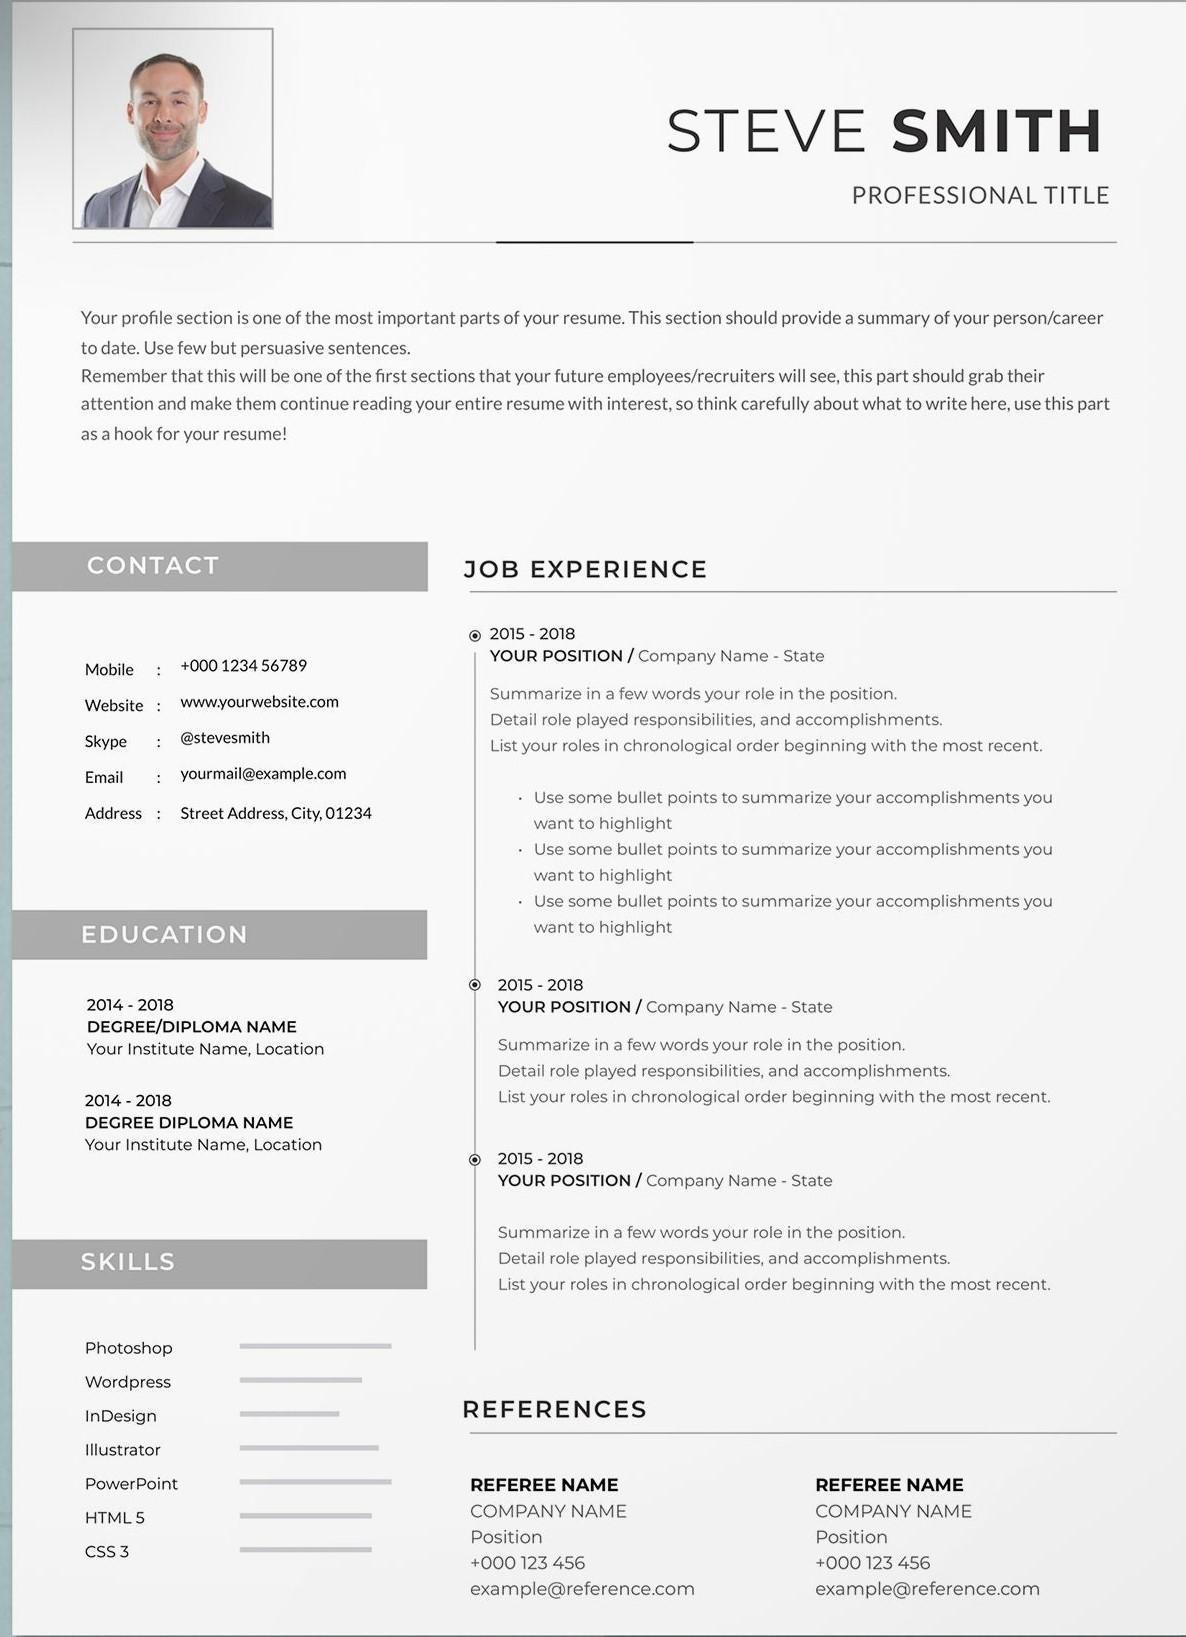 STEVE SMITH
PROFESSIONAL TITLE
Your profile section is one of the most important parts of your resume. This section should provide a summary of your person/career
to date. Use few but persuasive sentences.
Remember that this will be one of the first sections that your future employees/recruiters will see, this part should grab their
attention and make them continue reading your entire resume with interest, so think carefully about what to write here, use this part
as a hook for your resume!
CONTACT
Mobile : +000 1234 56789
Website : www.yourwebsite.com
Skype : @stevesmith
Email : yourmail@example.com
Address : Street Address, City, 01234
EDUCATION
2014 - 2018
DEGREE/DIPLOMA NAME
Your Institute Name, Location
2014 - 2018
DEGREE DIPLOMA NAME
Your Institute Name, Location
SKILLS
Photoshop
Wordpress
InDesign
Illustrator
PowerPoint
HTML 5
CSS 3
JOB EXPERIENCE
2015 - 2018
YOUR POSITION / Company Name - State
Summarize in a few words your role in the position.
Detail role played responsibilities, and accomplishments.
List your roles in chronological order beginning with the most recent.
· Use some bullet points to summarize your accomplishments you
want to highlight
· Use some bullet points to summarize your accomplishments you
want to highlight
· Use some bullet points to summarize your accomplishments you
want to highlight
2015 - 2018
YOUR POSITION / Company Name - State
Summarize in a few words your role in the position.
Detail role played responsibilities, and accomplishments.
List your roles in chronological order beginning with the most recent.
2015 - 2018
YOUR POSITION / Company Name - State
Summarize in a few words your role in the position.
Detail role played responsibilities, and accomplishments.
List your roles in chronological order beginning with the most recent.
REFERENCES
REFEREE NAME
COMPANY NAME
Position
+000 123 456
example@reference.com
REFEREE NAME
COMPANY NAME
Position
+000 123 456
example@reference.com